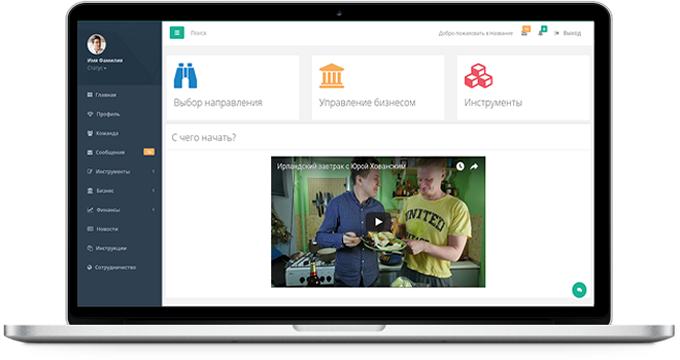 Имя Фамилия
Статус
Главная
Профиль
Команда
Сообщения
Инструменты
Бизнес
Финансы
Новости
Инструкции
Сотрудничество
Поиск
Добро пожаловать в Название
Выход
Выбор направления
Управление бизнесом
Инструменты
С чего начать?
Ирландский завтрак с Юрой Хованским
UNITED